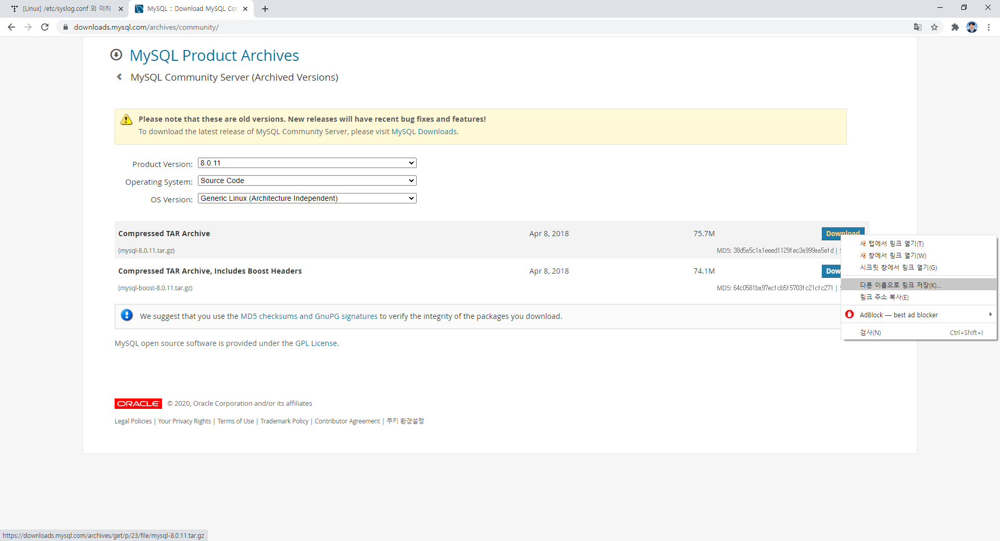 [Linux] /etc/syslog.conf 의 이해
MySQL :: Download MySQL Con
downloads.mysql.com/archives/community/
MySQL Product Archives
MySQL Community Server (Archived Versions)
Please note that these are old versions. New releases will have recent bug fixes and features!
To download the latest release of MySQL Community Server, please visit MySQL Downloads.
Product Version: 8.0.11
Operating System: Source Code
OS Version: Generic Linux (Architecture Independent)
Compressed TAR Archive Apr 8, 2018 75.7M Download
(mysql-8.0.11.tar.gz) MD5: 38d5a5c1a1eeed1129fec3a999aa5efd |
Compressed TAR Archive, Includes Boost Headers Apr 8, 2018 74.1M Dow
(mysql-boost-8.0.11.tar.gz) MD5: 64c0581ba97ecfcb5f5703fc21cfc271 |
We suggest that you use the MD5 checksums and GnuPG signatures to verify the integrity of the packages you download.
MySQL open source software is provided under the GPL License.
새 탭에서 링크 열기(T)
새 창에서 링크 열기(W)
시크릿 창에서 링크 열기(G)
다른 이름으로 링크 저장(K)...
링크 주소 복사(E)
AdBlock — best ad blocker
검사(N) Ctrl+Shift+I
ORACLE © 2020, Oracle Corporation and/or its affiliates
Legal Policies | Your Privacy Rights | Terms of Use | Trademark Policy | Contributor Agreement | 쿠키 환경설정
https://downloads.mysql.com/archives/get/p/23/file/mysql-8.0.11.tar.gz